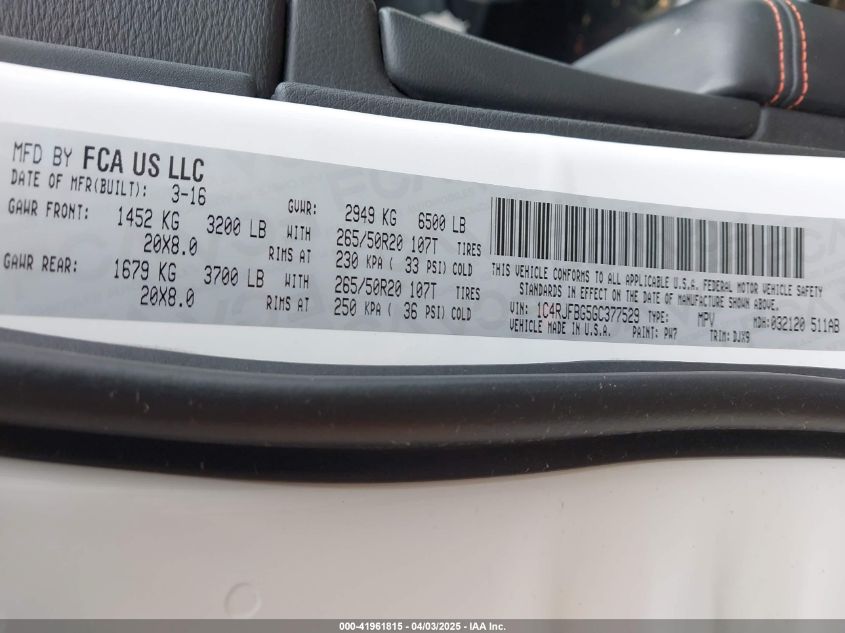 MFD BY FCA US LLC
DATE OF MFR(BUILT): 3-16
GVWR: 2949 KG 6500 LB
GAWR FRONT: 1452 KG 3200 LB WITH 265/50R20 107T TIRES
20X8.0 RIMS AT 230 KPA ( 33 PSI) COLD
GAWR REAR: 1679 KG 3700 LB WITH 265/50R20 107T TIRES
20X8.0 RIMS AT 250 KPA ( 36 PSI) COLD
THIS VEHICLE CONFORMS TO ALL APPLICABLE U.S.A. FEDERAL MOTOR VEHICLE SAFETY
STANDARDS IN EFFECT ON THE DATE OF MANUFACTURE SHOWN ABOVE.
VIN: 1C4RJFBG5GC377529 TYPE: MPV MDH: 032120 511AB
VEHICLE MADE IN U.S.A. PAINT: PW7 TRIM: DJX9
000-41961815 / 04/03/2025 - IAA Inc.